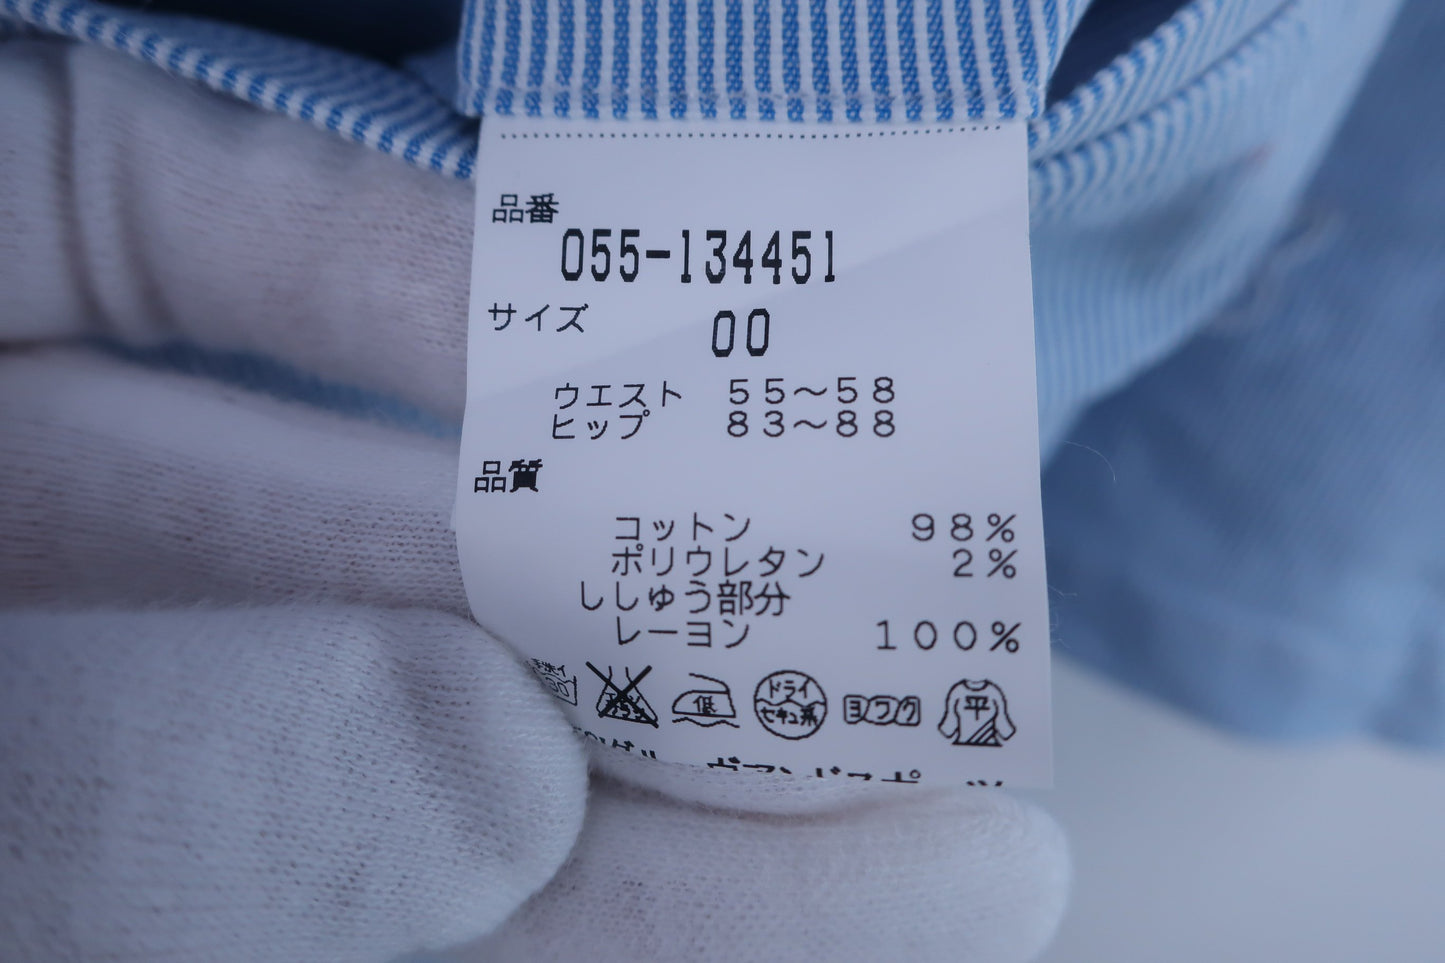 品番
055-134451
サイズ 00
ウエスト 55〜58
ヒップ 83〜88
品質
コットン 98%
ポリウレタン 2%
ししゅう部分
レーヨン 100%
低 ドライ セキユ系 ヨワク 平